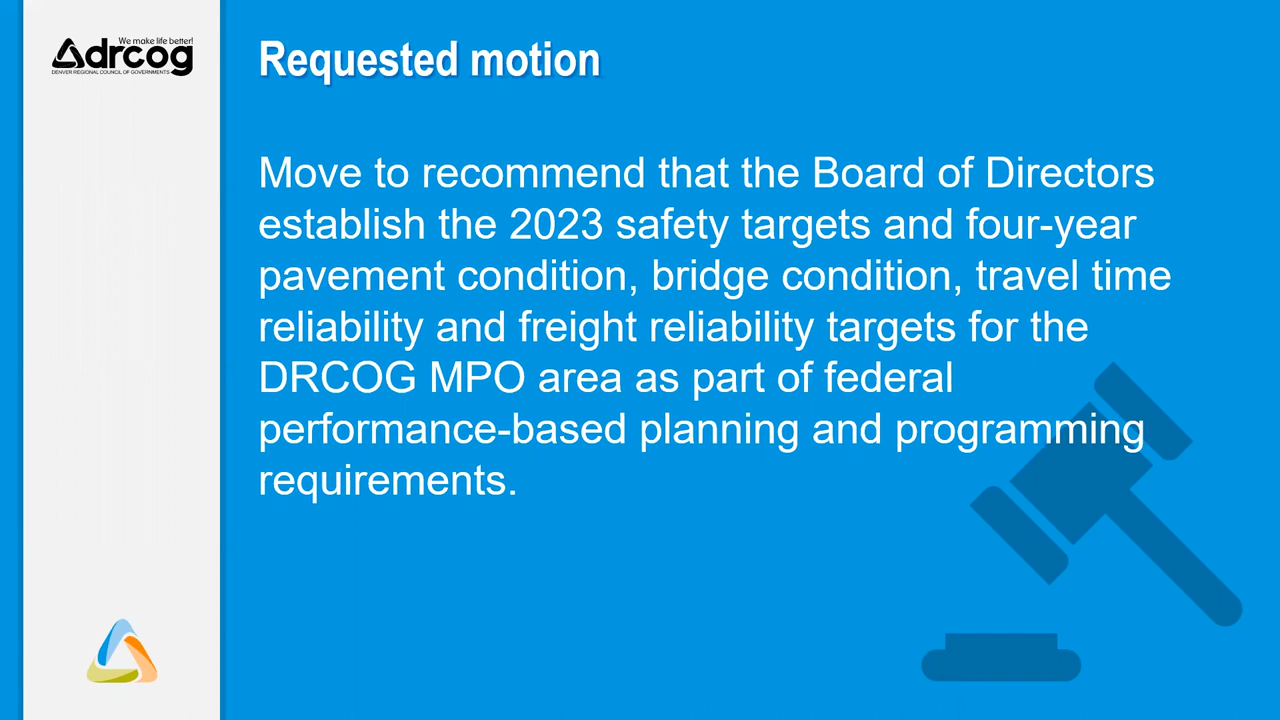 We make life better!
drcog
DENVER REGIONAL COUNCIL OF GOVERNMENTS
Requested motion
Move to recommend that the Board of Directors
establish the 2023 safety targets and four-year
pavement condition, bridge condition, travel time
reliability and freight reliability targets for the
DRCOG MPO area as part of federal
performance-based planning and programming
requirements.